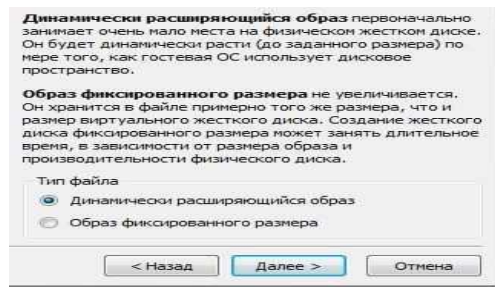 Динамически расширяющийся образ первоначально
занимает очень мало места на физическом жестком диске.
Он будет динамически расти (до заданного размера) по
мере того, как гостевая ОС использует дисковое
пространство.
Образ фиксированного размера не увеличивается.
Он хранится в файле примерно того же размера, что и
размер виртуального жесткого диска. Создание жесткого
диска фиксированного размера может занять длительное
время, в зависимости от размера образа и
производительности физического диска.
Тип файла
Динамически расширяющийся образ
Образ фиксированного размера
< Назад Далее > Отмена